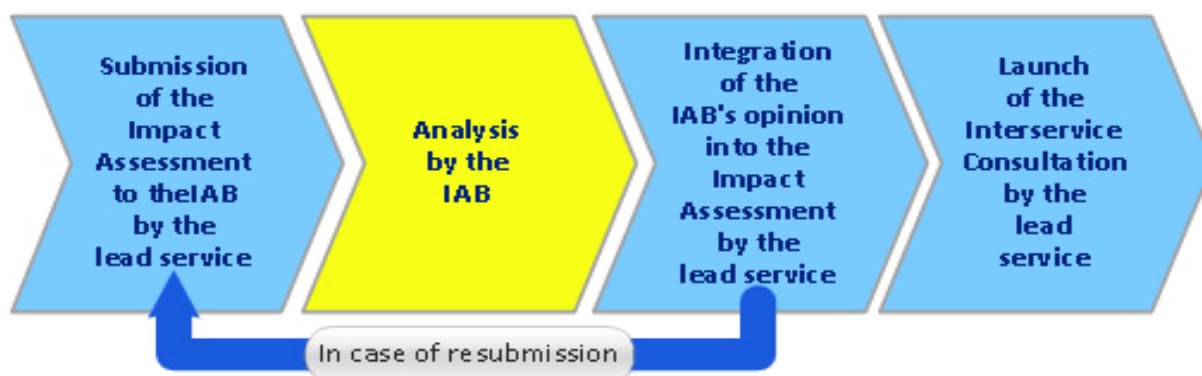 Submission
of the
Impact
Assessment
to theIAB
by the
lead service
Analysis
by the
IAB
Integration
of the
IAB's opinion
into the
Impact
Assessment
by the
lead service
Launch
of the
Interservice
Consultation
by the
lead
service
In case of resubmission